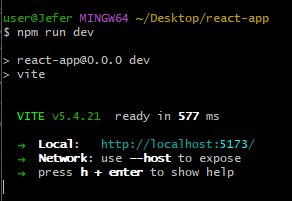 user@Jefer MINGW64 ~/Desktop/react-app
$ npm run dev
> react-app@0.0.0 dev
> vite
VITE v5.4.21 ready in 577 ms
➜ Local: http://localhost:5173/
➜ Network: use --host to expose
➜ press h + enter to show help